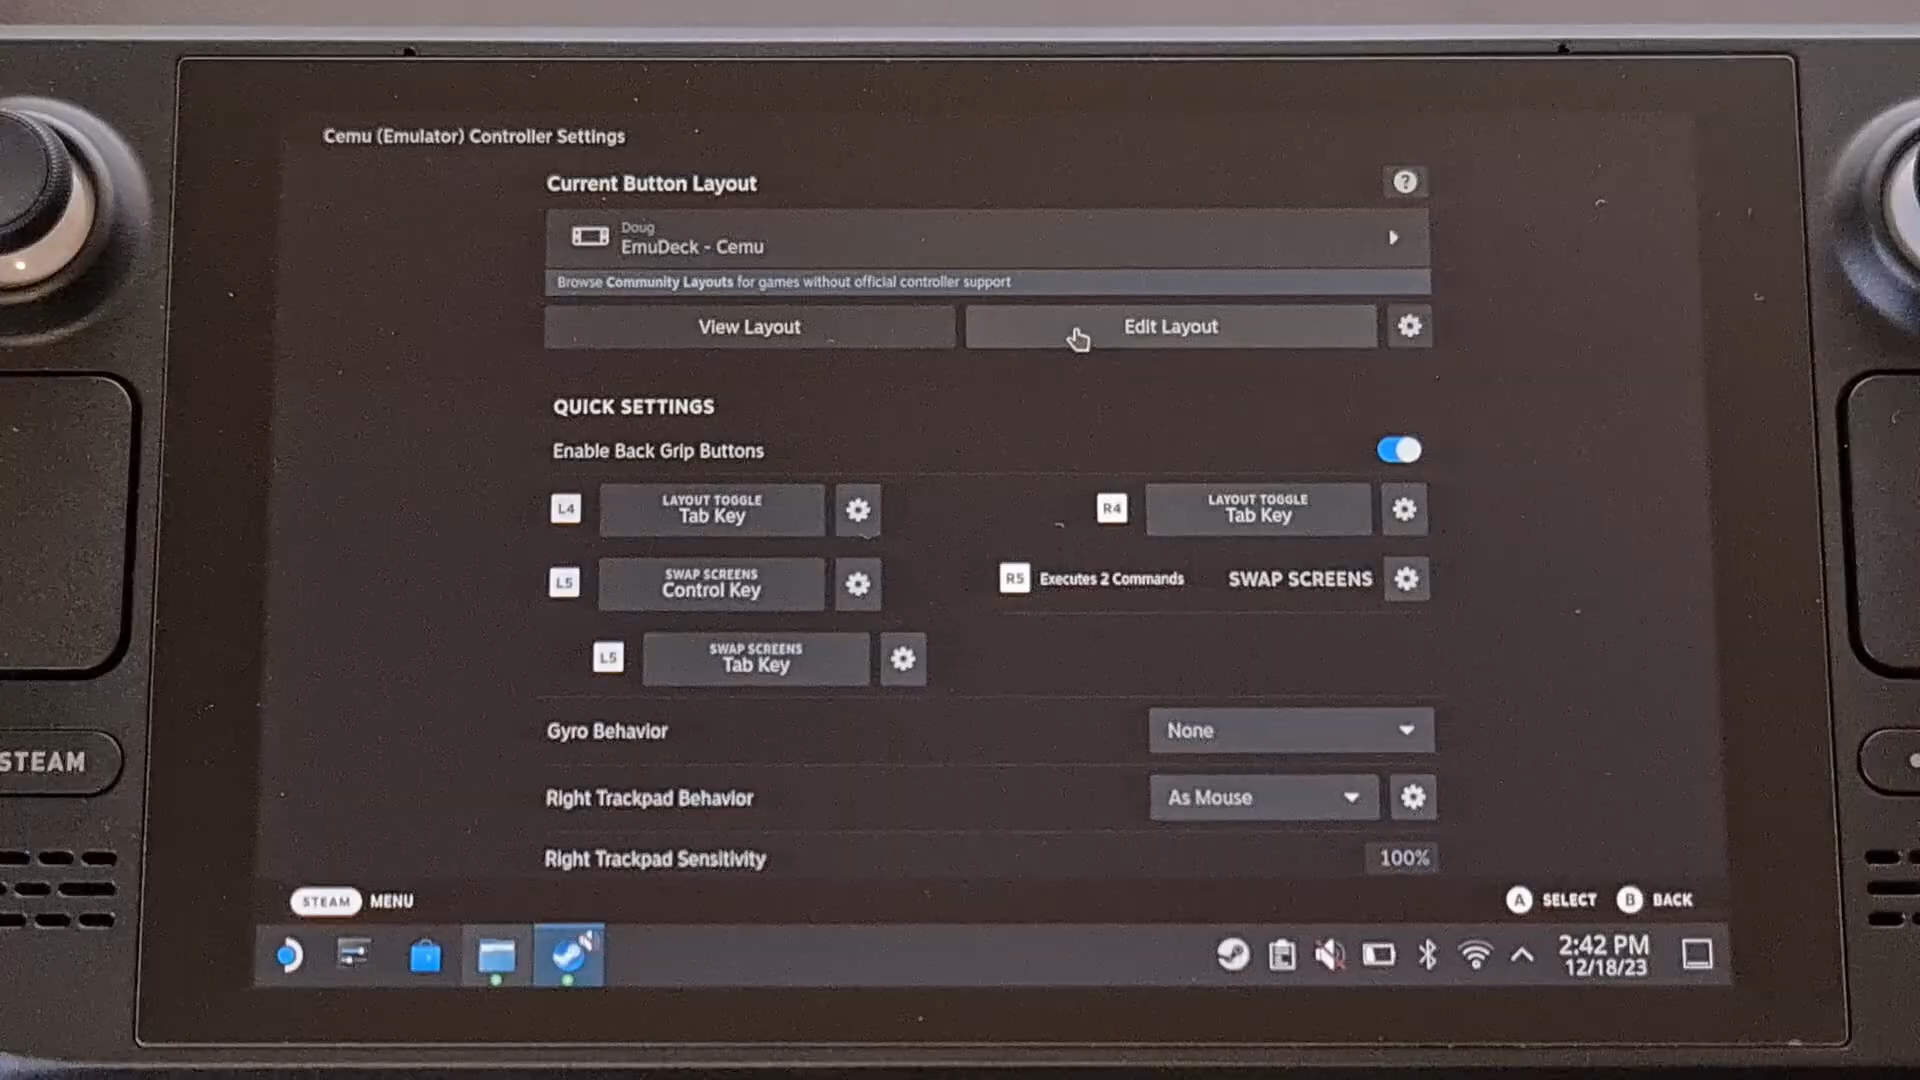 Cemu (Emulator) Controller Settings
Current Button Layout
?
Doug
EmuDeck - Cemu
Browse Community Layouts for games without official controller support
View Layout
Edit Layout
QUICK SETTINGS
Enable Back Grip Buttons
L4
LAYOUT TOGGLE
Tab Key
R4
LAYOUT TOGGLE
Tab Key
L5
SWAP SCREENS
Control Key
R5 Executes 2 Commands SWAP SCREENS
L5
SWAP SCREENS
Tab Key
Gyro Behavior
None
STEAM
Right Trackpad Behavior
As Mouse
Right Trackpad Sensitivity
100%
STEAM MENU
A SELECT B BACK
2:42 PM
12/18/23